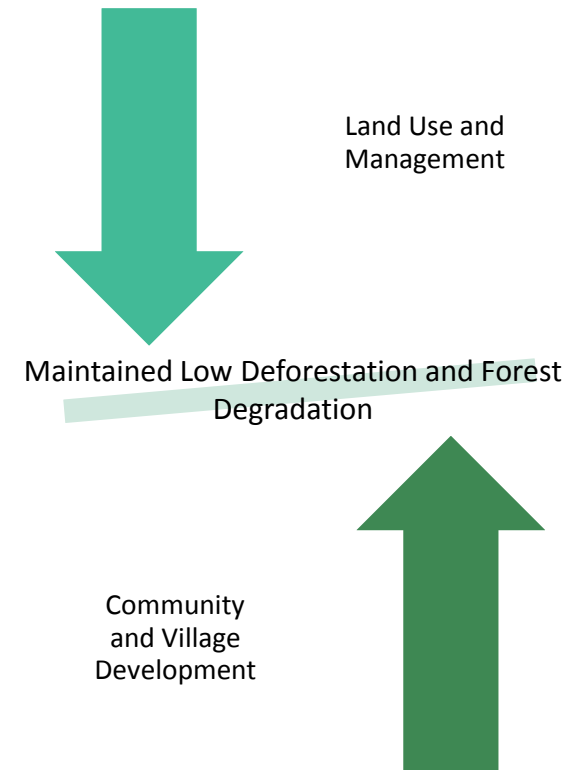 Land Use and
Management
Maintained Low Deforestation and Forest
Degradation
Community
and Village
Development